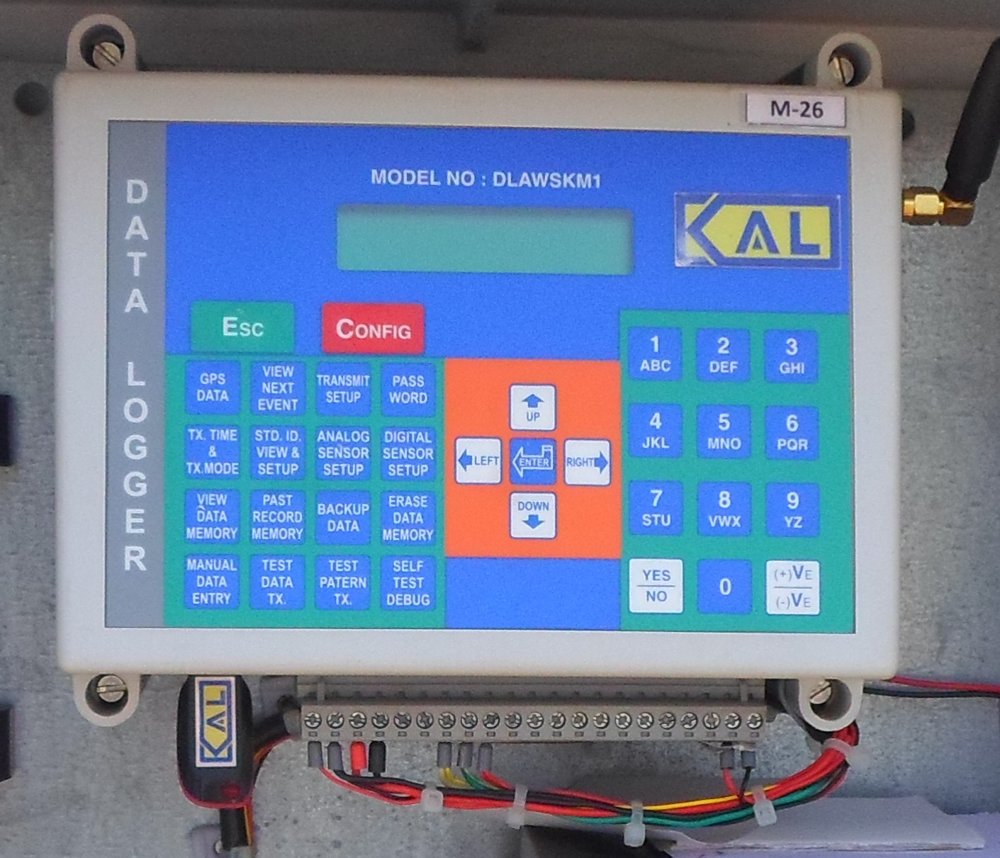 M-26
DATA LOGGER
MODEL NO : DLAWSKM1
KAL
ESC
CONFIG
GPS
DATA
VIEW
NEXT
EVENT
TRANSMIT
SETUP
PASS
WORD
TX. TIME
&
TX.MODE
STD. ID.
VIEW &
SETUP
ANALOG
SENSOR
SETUP
DIGITAL
SENSOR
SETUP
VIEW
DATA
MEMORY
PAST
RECORD
MEMORY
BACKUP
DATA
ERASE
DATA
MEMORY
MANUAL
DATA
ENTRY
TEST
DATA
TX.
TEST
PATERN
TX.
SELF
TEST
DEBUG
UP
LEFT
ENTER
RIGHT
DOWN
1
ABC
2
DEF
3
GHI
4
JKL
5
MNO
6
PQR
7
STU
8
VWX
9
YZ
YES
NO
0
(+)VE
(-)VE
KAL